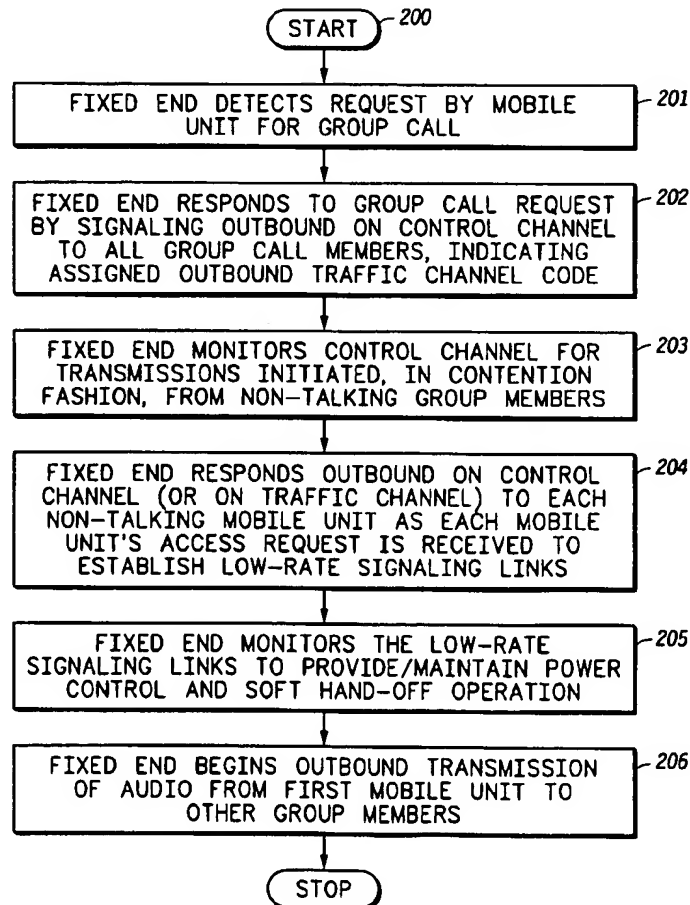 START
200
FIXED END DETECTS REQUEST BY MOBILE
UNIT FOR GROUP CALL
201
FIXED END RESPONDS TO GROUP CALL REQUEST
BY SIGNALING OUTBOUND ON CONTROL CHANNEL
TO ALL GROUP CALL MEMBERS, INDICATING
ASSIGNED OUTBOUND TRAFFIC CHANNEL CODE
202
FIXED END MONITORS CONTROL CHANNEL FOR
TRANSMISSIONS INITIATED, IN CONTENTION
FASHION, FROM NON-TALKING GROUP MEMBERS
203
FIXED END RESPONDS OUTBOUND ON CONTROL
CHANNEL (OR ON TRAFFIC CHANNEL) TO EACH
NON-TALKING MOBILE UNIT AS EACH MOBILE
UNIT'S ACCESS REQUEST IS RECEIVED TO
ESTABLISH LOW-RATE SIGNALING LINKS
204
FIXED END MONITORS THE LOW-RATE
SIGNALING LINKS TO PROVIDE/MAINTAIN POWER
CONTROL AND SOFT HAND-OFF OPERATION
205
FIXED END BEGINS OUTBOUND TRANSMISSION
OF AUDIO FROM FIRST MOBILE UNIT TO
OTHER GROUP MEMBERS
206
STOP